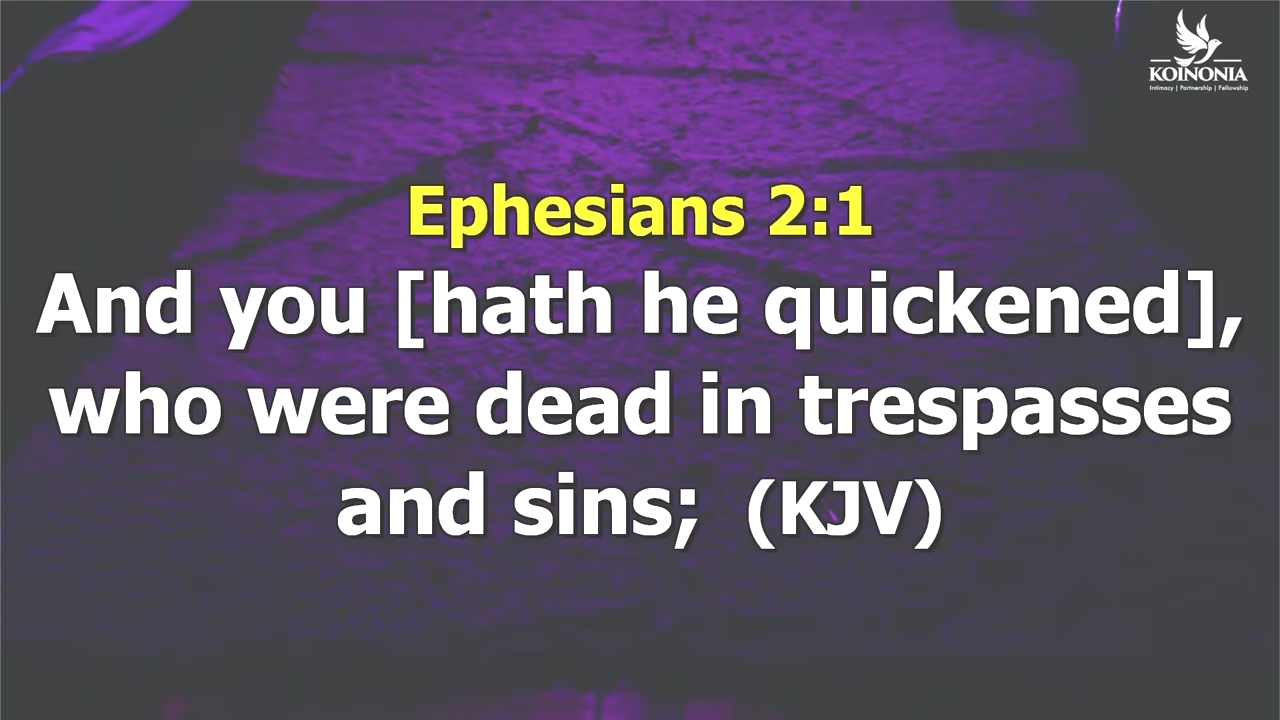 KOINONIA
Intimacy | Partnership | Fellowship
Ephesians 2:1
And you [hath he quickened],
who were dead in trespasses
and sins; (KJV)